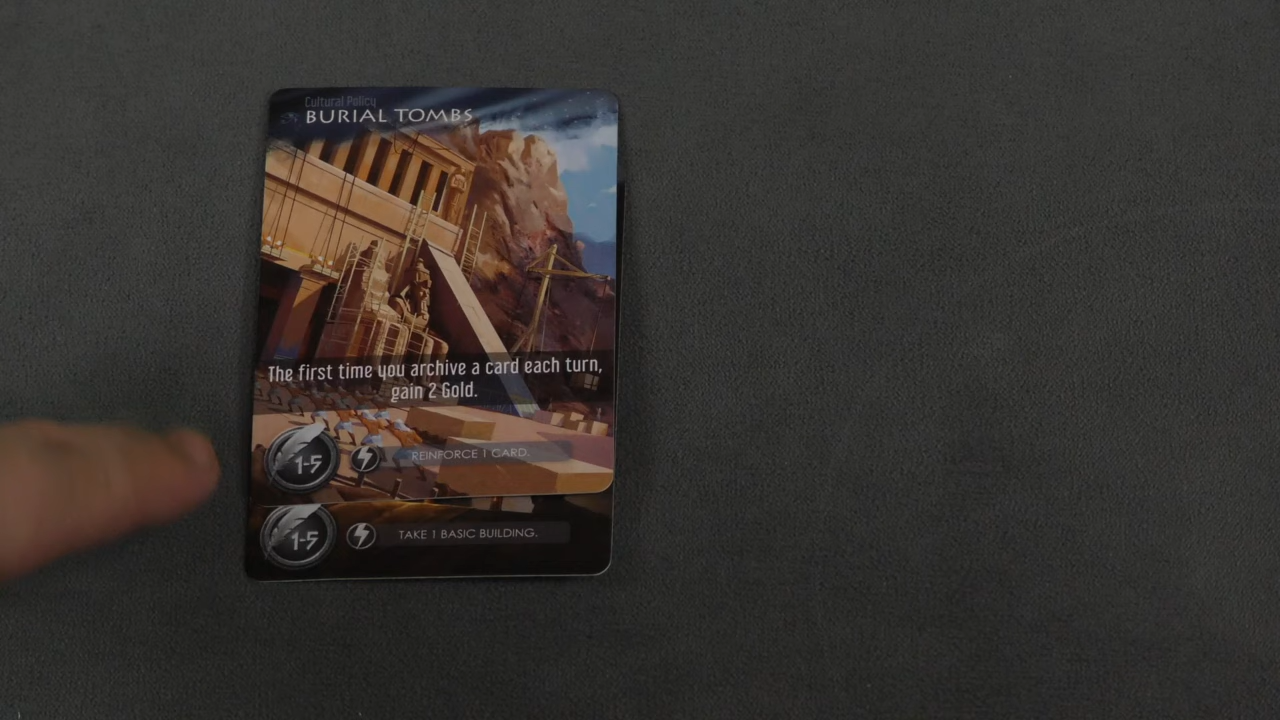 Cultural Policy
BURIAL TOMBS
The first time you archive a card each turn,
gain 2 Gold.
1-5
REINFORCE 1 CARD.
1-5
TAKE 1 BASIC BUILDING.